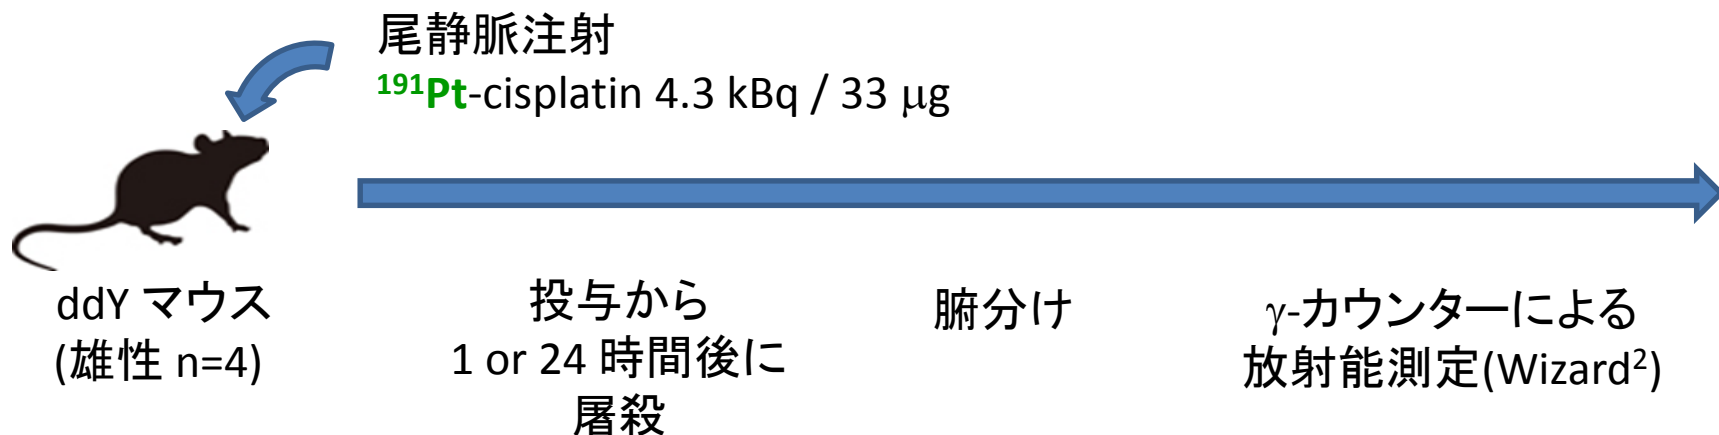 尾静脈注射
¹⁹¹Pt-cisplatin 4.3 kBq / 33 μg
ddY マウス
(雄性 n=4)
投与から
1 or 24 時間後に
屠殺
腑分け
γ-カウンターによる
放射能測定(Wizard²)